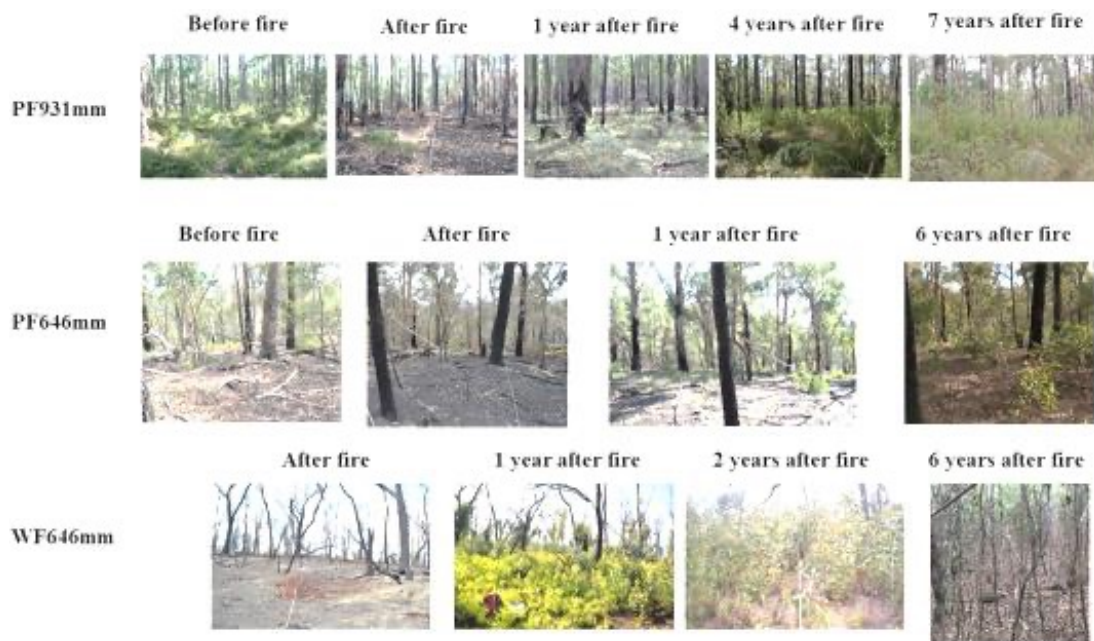 Before fire After fire 1 year after fire 4 years after fire 7 years after fire
PF931mm
Before fire After fire 1 year after fire 6 years after fire
PF646mm
After fire 1 year after fire 2 years after fire 6 years after fire
WF646mm